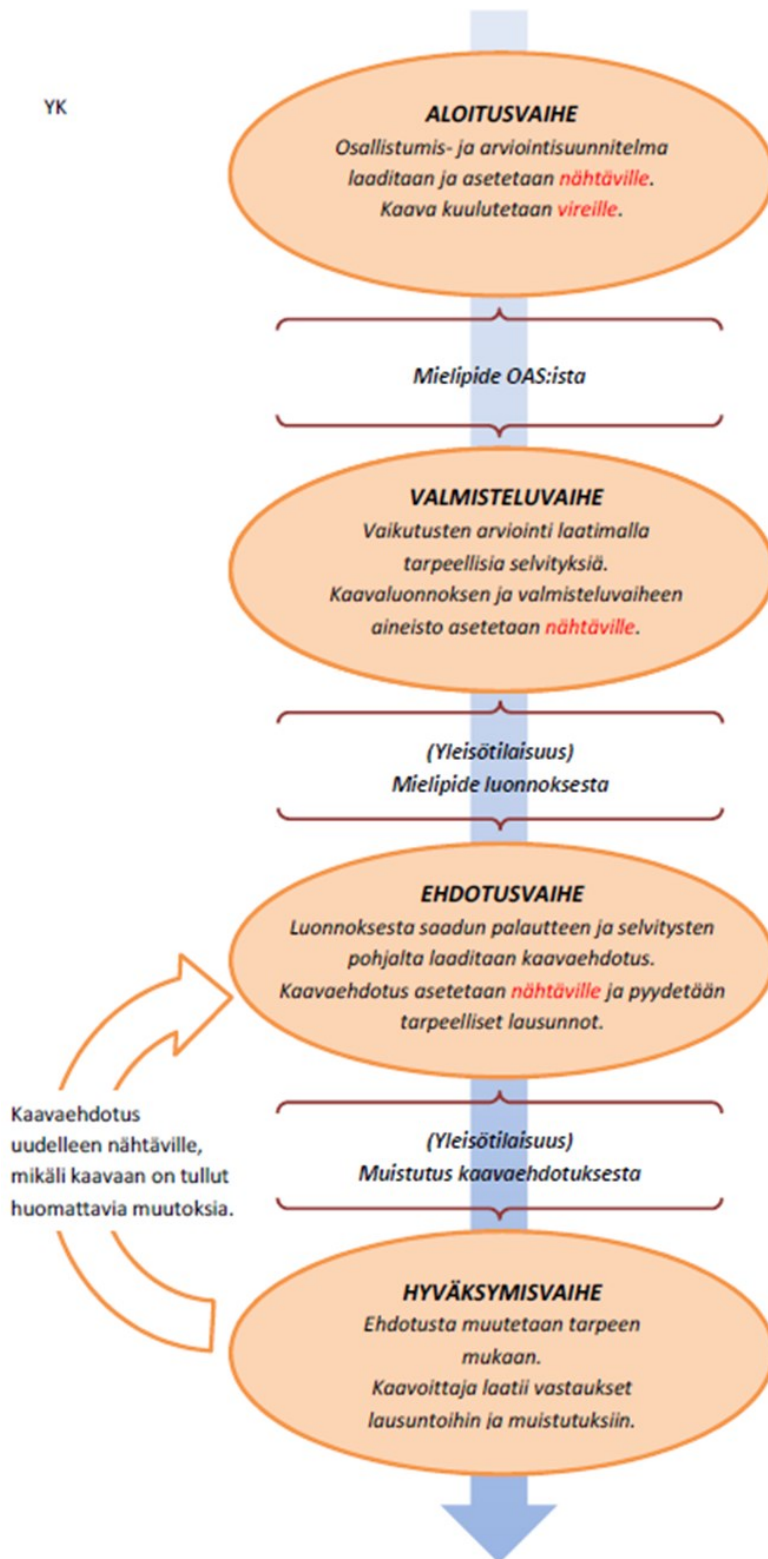 YK
ALOITUSVAIHE
Osallistumis- ja arviointisuunnitelma
laaditaan ja asetetaan nähtäville.
Kaava kuulutetaan vireille.
Mielipide OAS:ista
VALMISTELUVAIHE
Vaikutusten arviointi laatimalla
tarpeellisia selvityksiä.
Kaavaluonnoksen ja valmisteluvaiheen
aineisto asetetaan nähtäville.
(Yleisötilaisuus)
Mielipide luonnoksesta
EHDOTUSVAIHE
Luonnoksesta saadun palautteen ja selvitysten
pohjalta laaditaan kaavaehdotus.
Kaavaehdotus asetetaan nähtäville ja pyydetään
tarpeelliset lausunnot.
Kaavaehdotus
uudelleen nähtäville,
mikäli kaavaan on tullut
huomattavia muutoksia.
(Yleisötilaisuus)
Muistutus kaavaehdotuksesta
HYVÄKSYMISVAIHE
Ehdotusta muutetaan tarpeen
mukaan.
Kaavoittaja laatii vastaukset
lausuntoihin ja muistutuksiin.